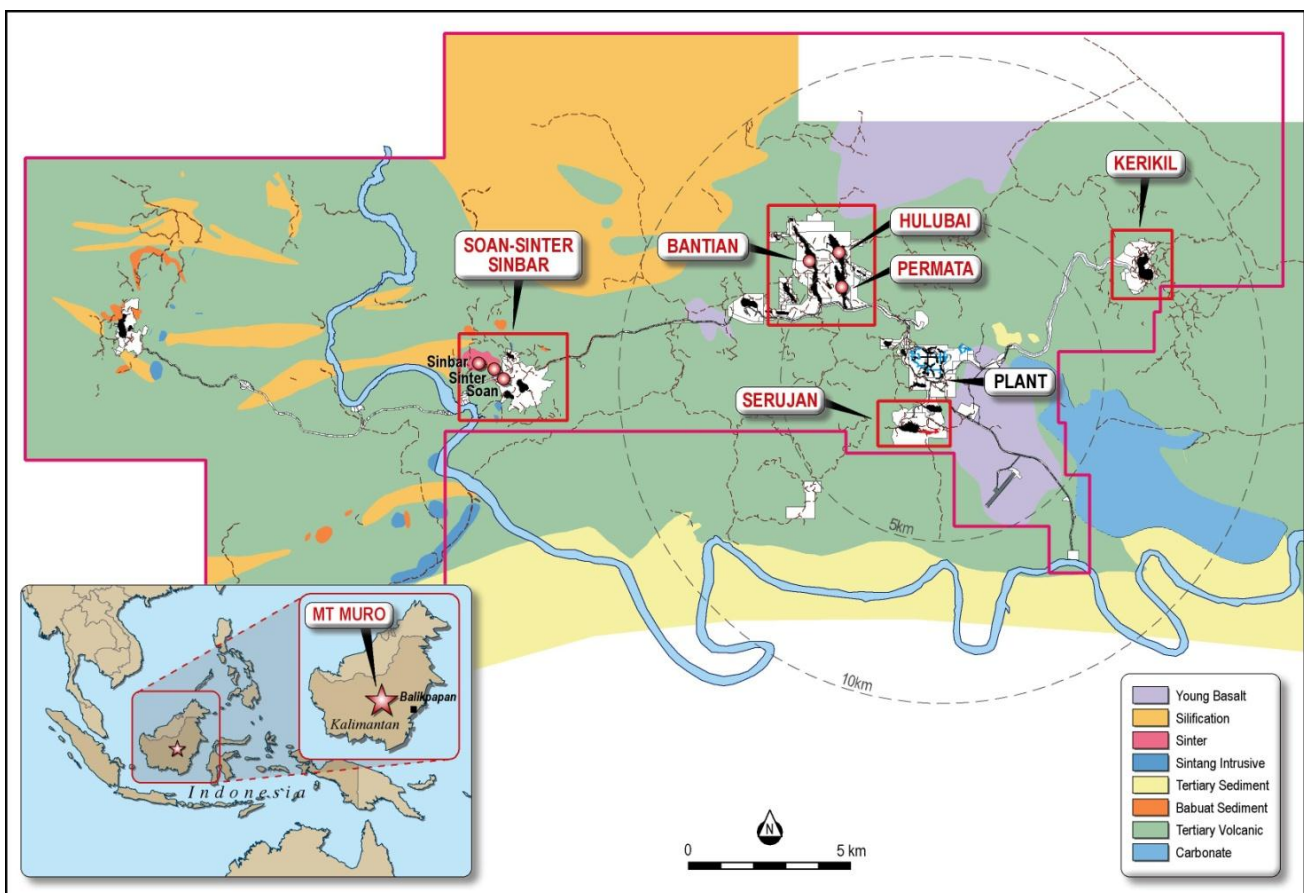 KERIKIL
HULUBAI
SOAN-SINTER
SINBAR
BANTIAN
PERMATA
Sinbar
Sinter
Soan
PLANT
SERUJAN
5km
10km
MT MURO
Balikpapan
Kalimantan
Indonesia
N
0
5 km
Young Basalt
Silification
Sinter
Sintang Intrusive
Tertiary Sediment
Babuat Sediment
Tertiary Volcanic
Carbonate